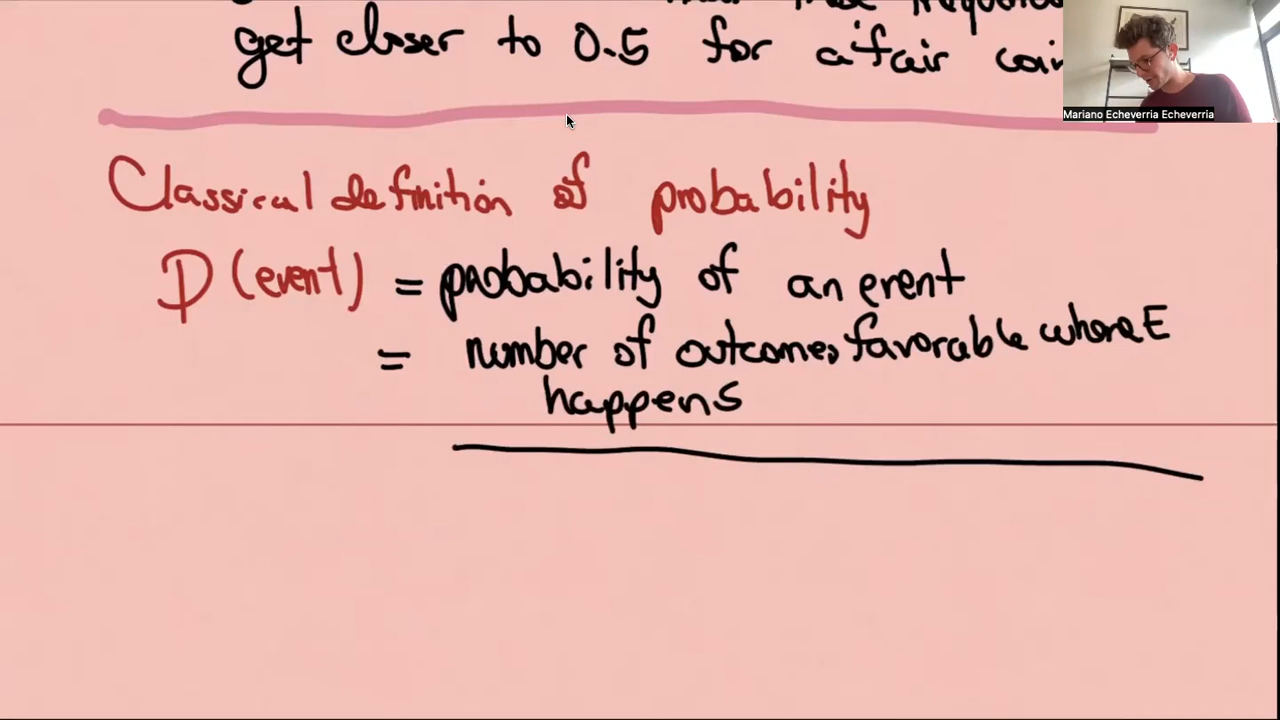 get closer to 0.5 for a fair coin
Mariano Echeverria Echeverria
Classical definition of probability
P(event) = probability of an event
= number of outcomes favorable where E
happens